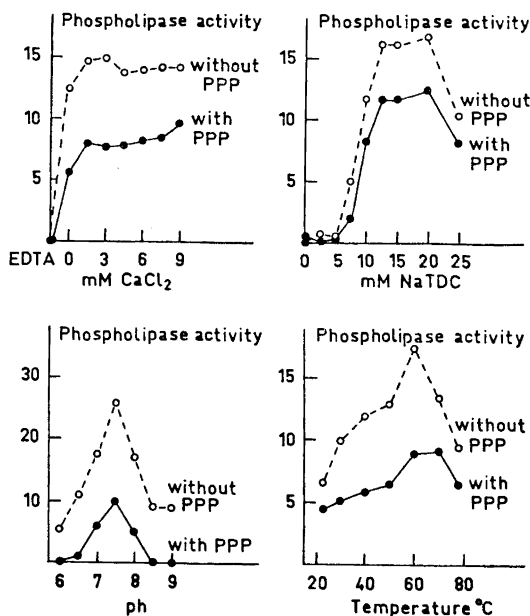 Phospholipase activity
15
10
5
without
PPP
with PPP
EDTA 0 3 6 9
mM CaCl₂
Phospholipase activity
15
10
5
without
PPP
with PPP
0 5 10 15 20 25
mM NaTDC
Phospholipase activity
30
20
10
without
PPP
with PPP
6 7 8 9
ph
Phospholipase activity
15
10
5
without
PPP
with
PPP
20 40 60 80
Temperature °C